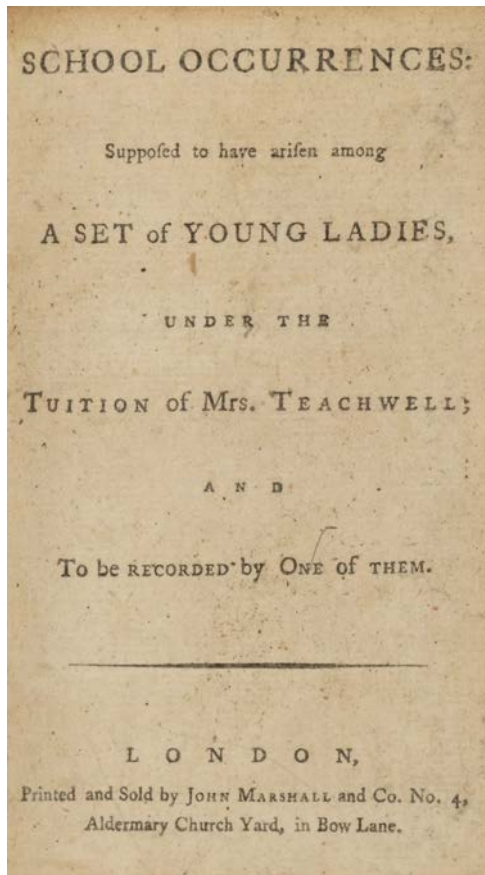 SCHOOL OCCURRENCES:
Suppoſed to have ariſen among
A SET of YOUNG LADIES,
UNDER THE
TUITION of Mrs. TEACHWELL;
AND
To be RECORDED by ONE of THEM.
LONDON,
Printed and Sold by JOHN MARSHALL and Co. No. 4,
Aldermary Church Yard, in Bow Lane.